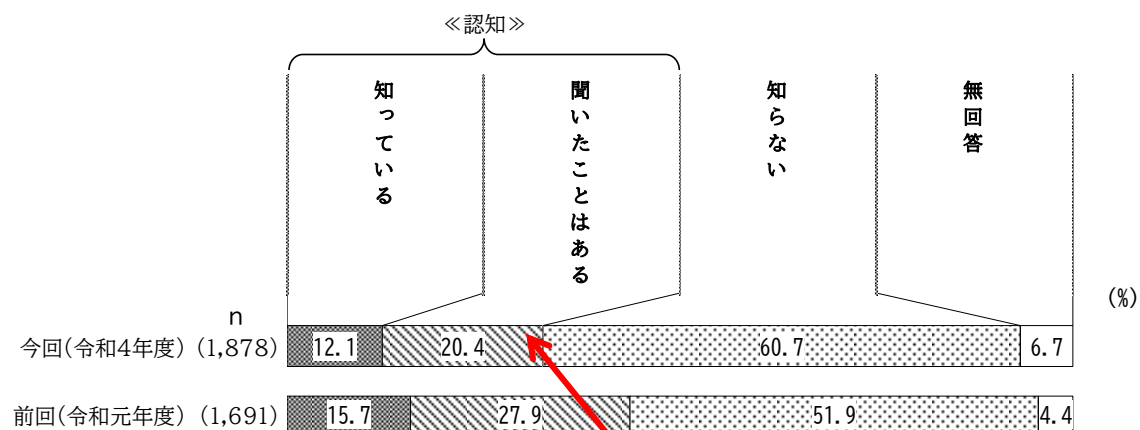 ≪認知≫
知っている
聞いたことはある
知らない
無回答
(%)
n
今回(令和4年度) (1,878) 12.1 20.4 60.7 6.7
前回(令和元年度) (1,691) 15.7 27.9 51.9 4.4